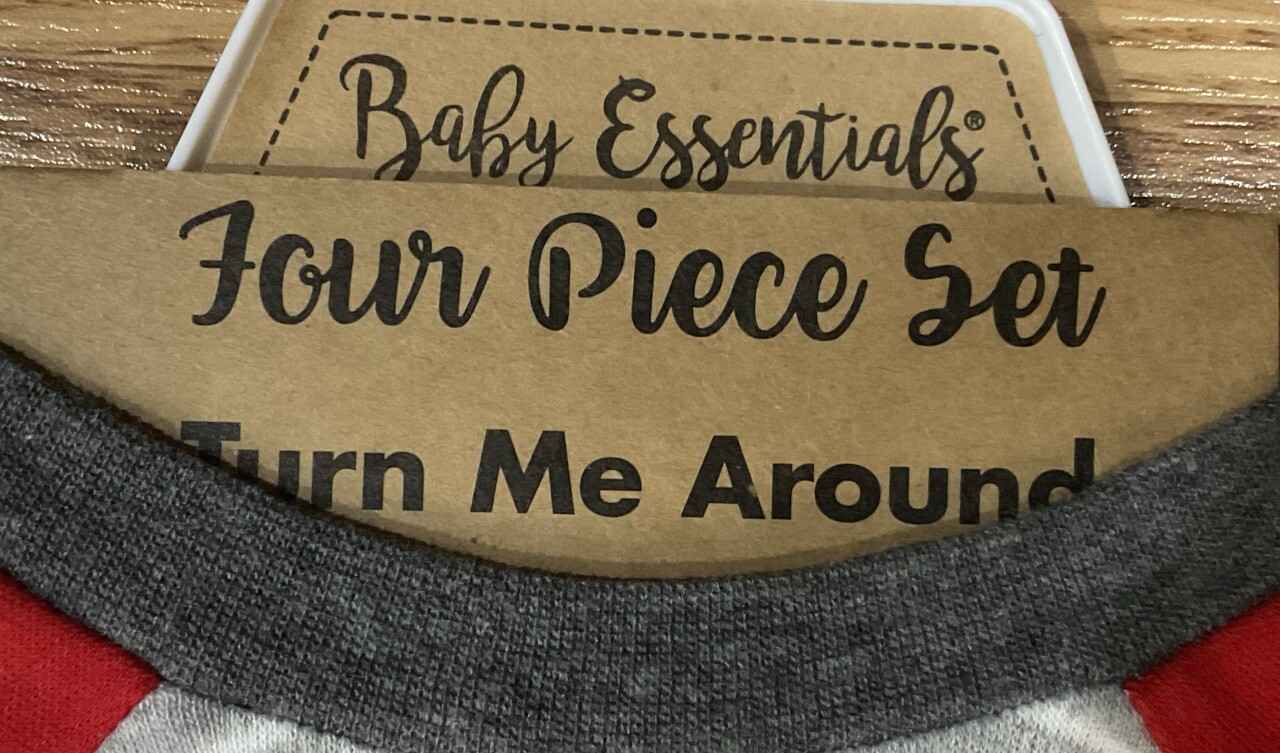 Baby Essentials®
Four Piece Set
Turn Me Around